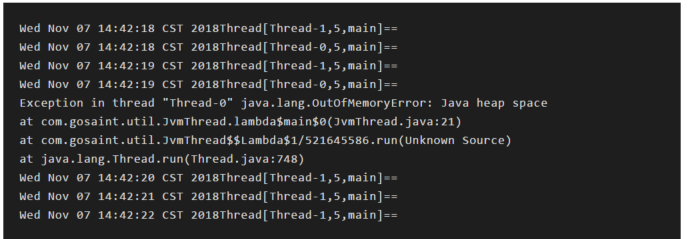 Wed Nov 07 14:42:18 CST 2018Thread[Thread-1,5,main]==
Wed Nov 07 14:42:18 CST 2018Thread[Thread-0,5,main]==
Wed Nov 07 14:42:19 CST 2018Thread[Thread-1,5,main]==
Wed Nov 07 14:42:19 CST 2018Thread[Thread-0,5,main]==
Exception in thread "Thread-0" java.lang.OutOfMemoryError: Java heap space
at com.gosaint.util.JvmThread.lambda$main$0(JvmThread.java:21)
at com.gosaint.util.JvmThread$$Lambda$1/521645586.run(Unknown Source)
at java.lang.Thread.run(Thread.java:748)
Wed Nov 07 14:42:20 CST 2018Thread[Thread-1,5,main]==
Wed Nov 07 14:42:21 CST 2018Thread[Thread-1,5,main]==
Wed Nov 07 14:42:22 CST 2018Thread[Thread-1,5,main]==